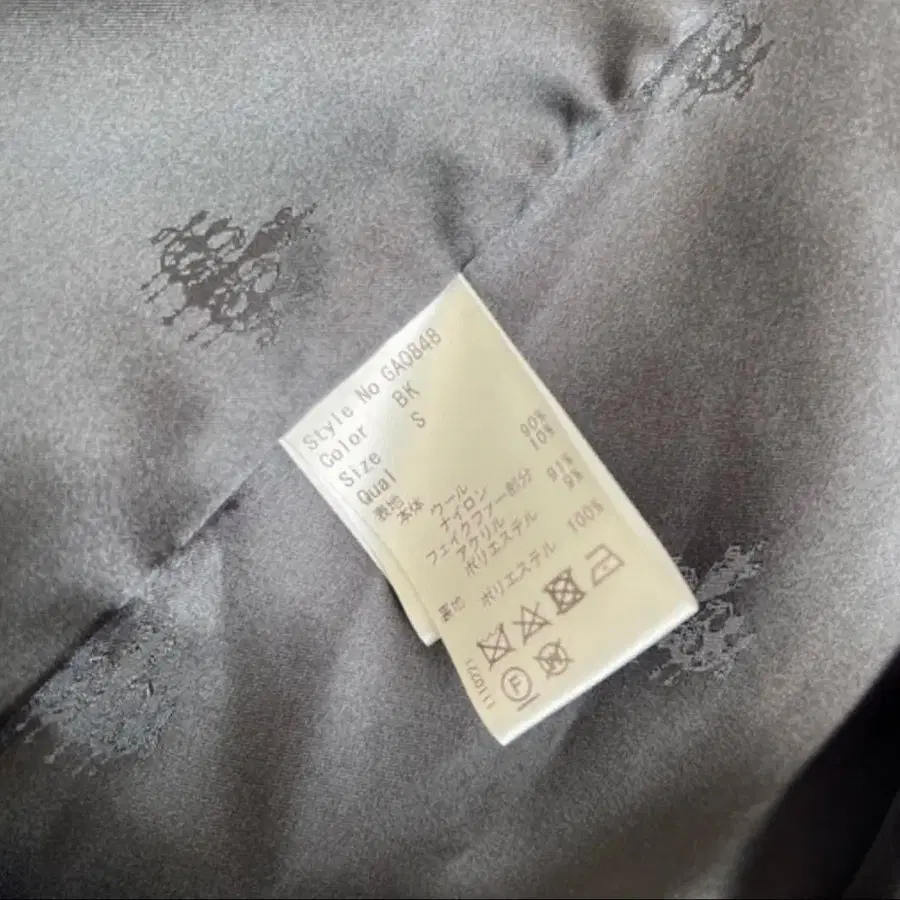 Style No GA0848
Color BK
Size S
Qual
表地
本体 ウール 90%
ナイロン 10%
フェイクファー部分
アクリル 91%
ポリエステル 9%
裏地 ポリエステル 100%
F W
110221